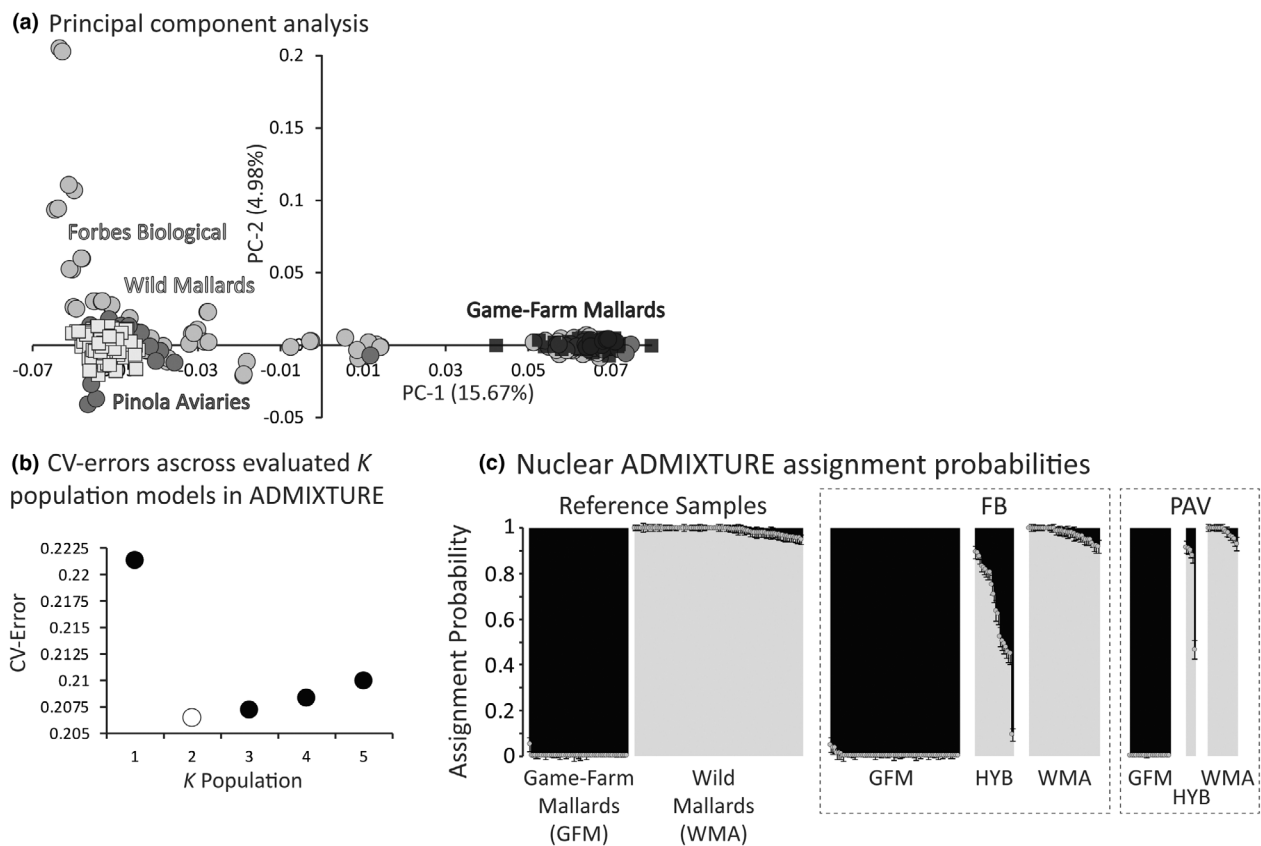 (a) Principal component analysis
0.2
0.15
0.1
0.05
-0.05
PC-2 (4.98%)
Forbes Biological
Wild Mallards
Game-Farm Mallards
-0.07
-0.03
-0.01
0.01
0.03
0.05
0.07
Pinola Aviaries
PC-1 (15.67%)
(b) CV-errors ascross evaluated K
population models in ADMIXTURE
0.2225
0.22
0.2175
0.215
0.2125
0.21
0.2075
0.205
CV-Error
1 2 3 4 5
K Population
(c) Nuclear ADMIXTURE assignment probabilities
Reference Samples FB PAV
1
0.8
0.6
0.4
0.2
0
Assignment Probability
Game-Farm
Mallards
(GFM)
Wild
Mallards
(WMA)
GFM HYB WMA
GFM WMA
HYB